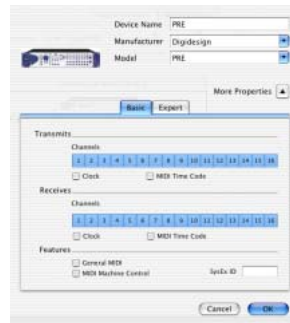 Device Name PRE
Manufacturer Digidesign
Model PRE
More Properties
Basic Expert
Transmits
Channels
1 2 3 4 5 6 7 8 9 10 11 12 13 14 15 16
Clock MIDI Time Code
Receives
Channels
1 2 3 4 5 6 7 8 9 10 11 12 13 14 15 16
Clock MIDI Time Code
Features
General MIDI
MIDI Machine Control SysEx ID
Cancel OK